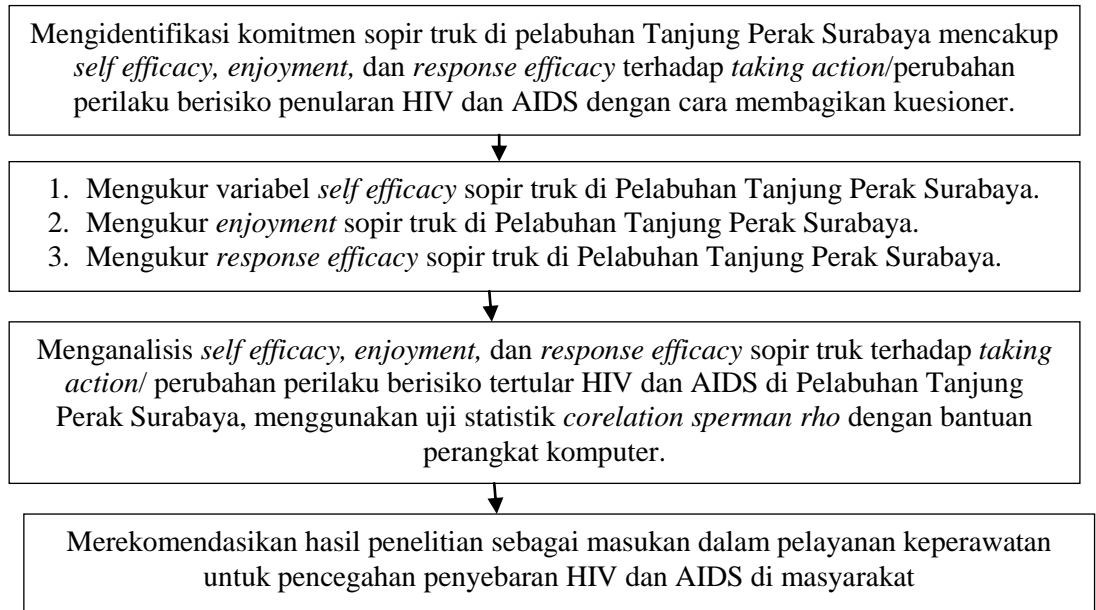 Mengidentifikasi komitmen sopir truk di pelabuhan Tanjung Perak Surabaya mencakup
self efficacy, enjoyment, dan response efficacy terhadap taking action/perubahan
perilaku berisiko penularan HIV dan AIDS dengan cara membagikan kuesioner.
1. Mengukur variabel self efficacy sopir truk di Pelabuhan Tanjung Perak Surabaya.
2. Mengukur enjoyment sopir truk di Pelabuhan Tanjung Perak Surabaya.
3. Mengukur response efficacy sopir truk di Pelabuhan Tanjung Perak Surabaya.
Menganalisis self efficacy, enjoyment, dan response efficacy sopir truk terhadap taking
action/ perubahan perilaku berisiko tertular HIV dan AIDS di Pelabuhan Tanjung
Perak Surabaya, menggunakan uji statistik corelation sperman rho dengan bantuan
perangkat komputer.
Merekomendasikan hasil penelitian sebagai masukan dalam pelayanan keperawatan
untuk pencegahan penyebaran HIV dan AIDS di masyarakat